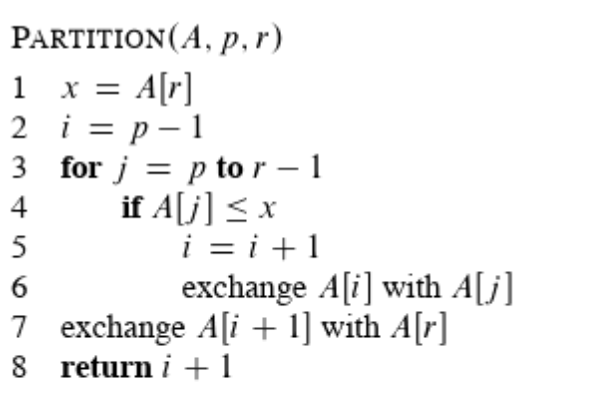 PARTITION(A, p, r)
1 x = A[r]
2 i = p − 1
3 for j = p to r − 1
4 if A[j] ≤ x
5 i = i + 1
6 exchange A[i] with A[j]
7 exchange A[i + 1] with A[r]
8 return i + 1